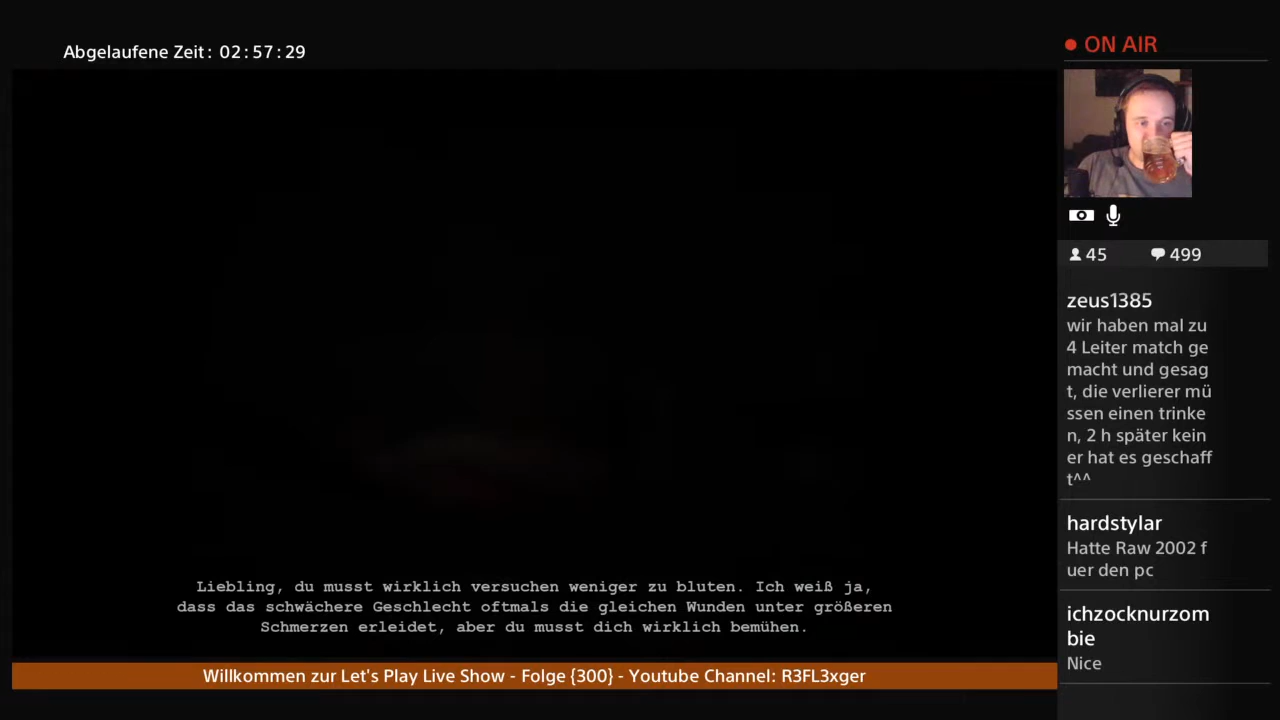 Abgelaufene Zeit: 02:57:29
ON AIR
45 499
zeus1385
wir haben mal zu
4 Leiter match ge
macht und gesag
t, die verlierer mü
ssen einen trinke
n, 2 h später kein
er hat es geschaff
t^^
hardstylar
Hatte Raw 2002 f
uer den pc
ichzocknurzom
bie
Nice
Liebling, du musst wirklich versuchen weniger zu bluten. Ich weiß ja,
dass das schwächere Geschlecht oftmals die gleichen Wunden unter größeren
Schmerzen erleidet, aber du musst dich wirklich bemühen.
Willkommen zur Let's Play Live Show - Folge {300} - Youtube Channel: R3FL3xger